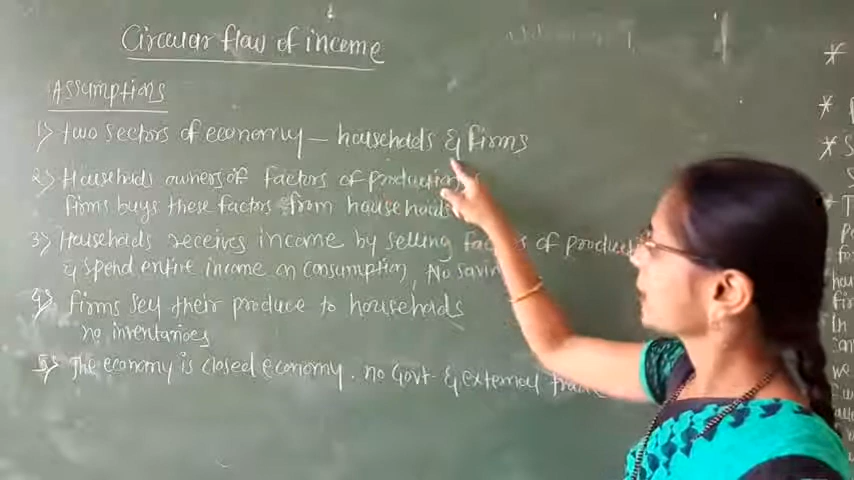 Circular flow of income
Assumptions
1) two sectors of economy – households & firms
2) Households owners of factors of production
firms buys these factors from households
3) Households receives income by selling factors of product
& spend entire income on consumption, No savin
4) firms sell their produce to households
no inventories
5) The economy is closed economy. no Govt. & external